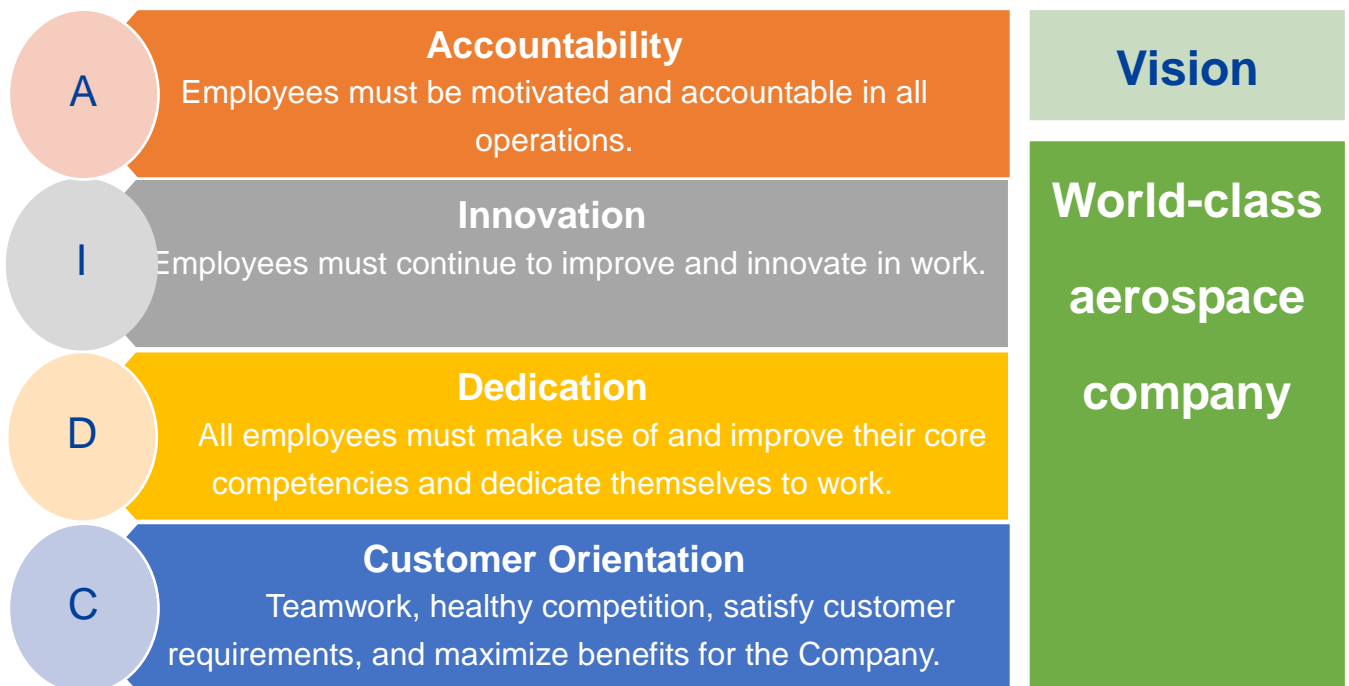 A
Accountability
Employees must be motivated and accountable in all
operations.
I
Innovation
Employees must continue to improve and innovate in work.
D
Dedication
All employees must make use of and improve their core
competencies and dedicate themselves to work.
C
Customer Orientation
Teamwork, healthy competition, satisfy customer
requirements, and maximize benefits for the Company.
Vision
World-class
aerospace
company